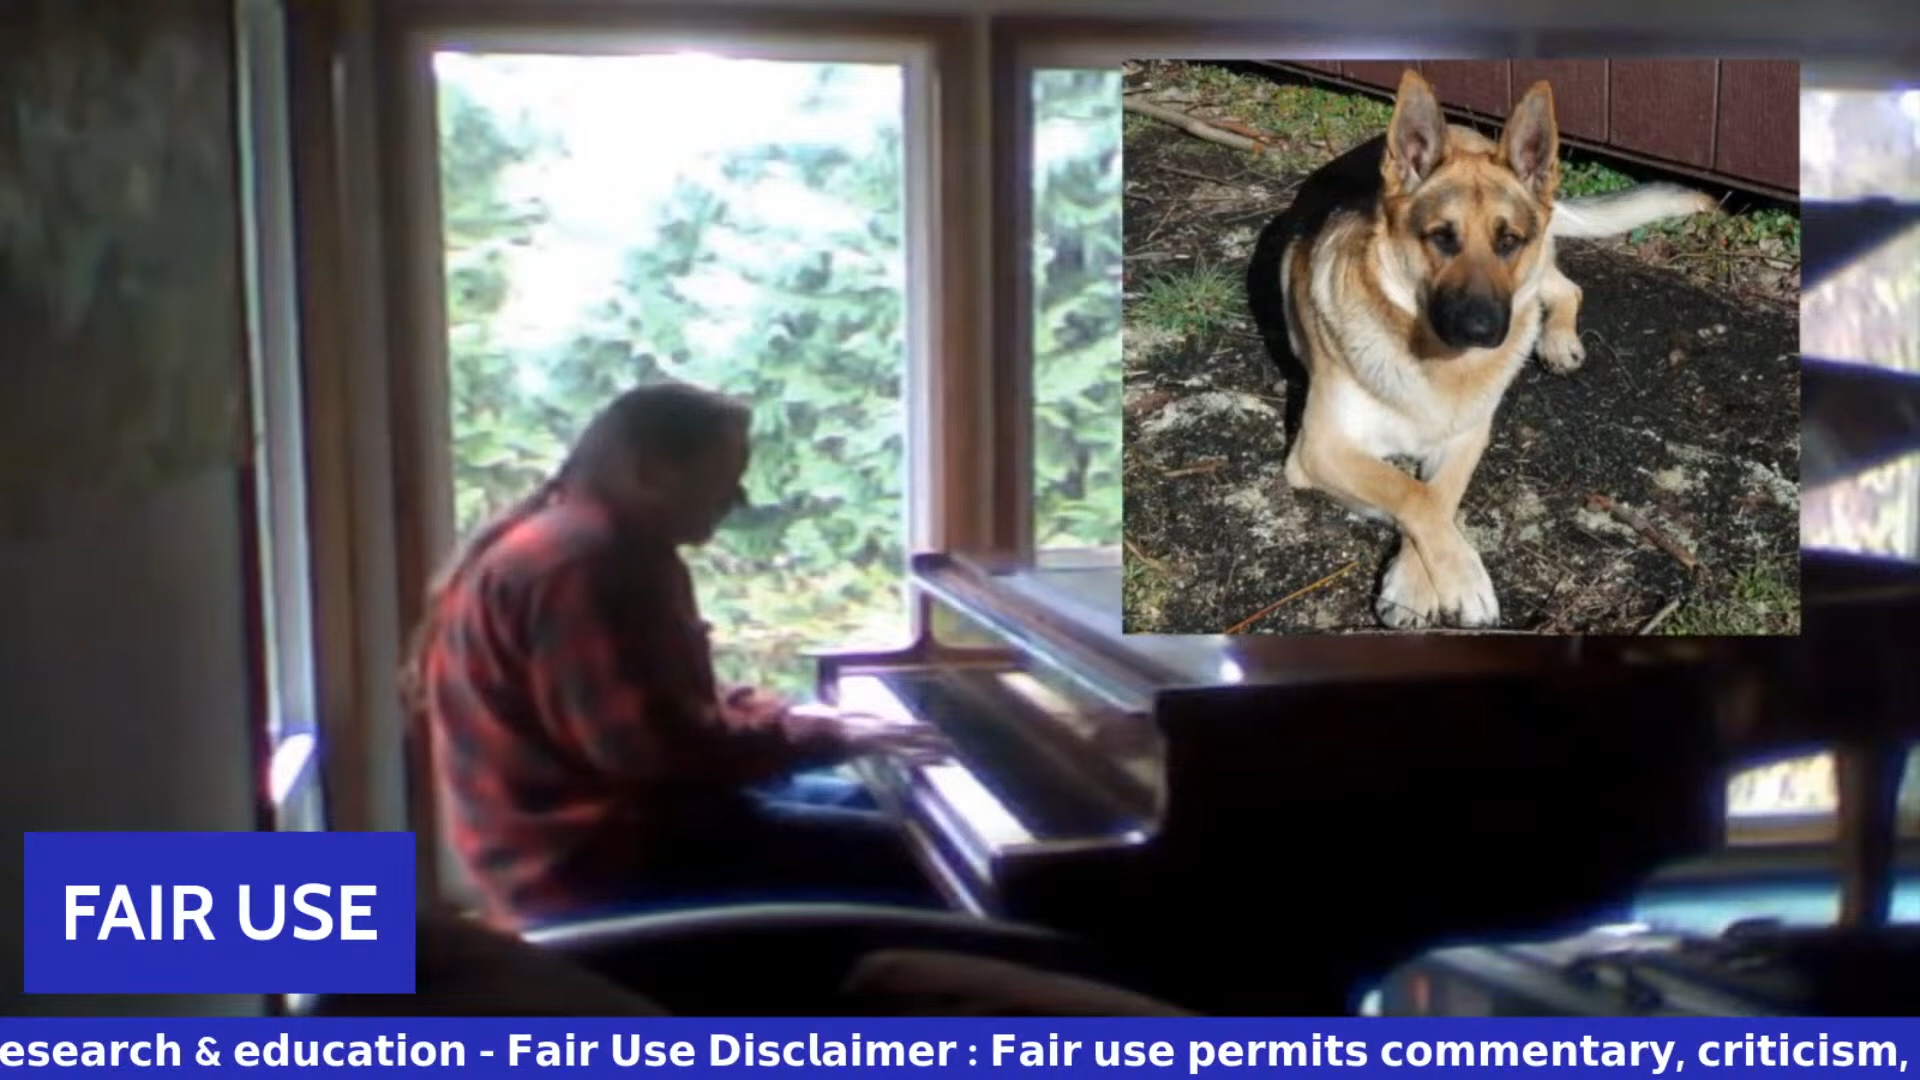 FAIR USE
esearch & education - Fair Use Disclaimer : Fair use permits commentary, criticism,